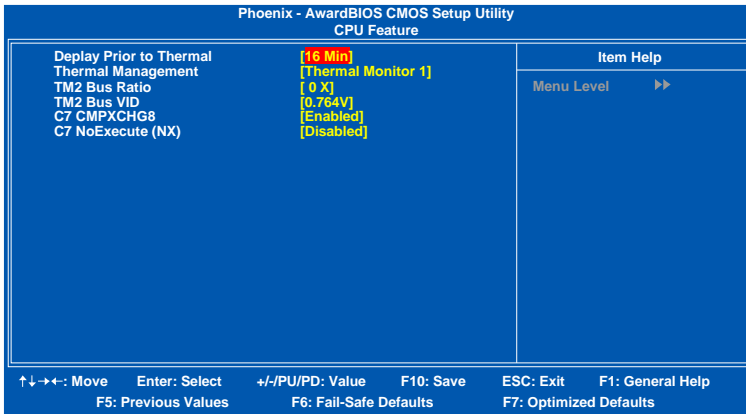 Phoenix - AwardBIOS CMOS Setup Utility
CPU Feature
Deplay Prior to Thermal [16 Min]
Thermal Management [Thermal Monitor 1]
TM2 Bus Ratio [ 0 X]
TM2 Bus VID [0.764V]
C7 CMPXCHG8 [Enabled]
C7 NoExecute (NX) [Disabled]
Item Help
Menu Level ▸▸
↑↓→←: Move Enter: Select +/-/PU/PD: Value F10: Save ESC: Exit F1: General Help
F5: Previous Values F6: Fail-Safe Defaults F7: Optimized Defaults